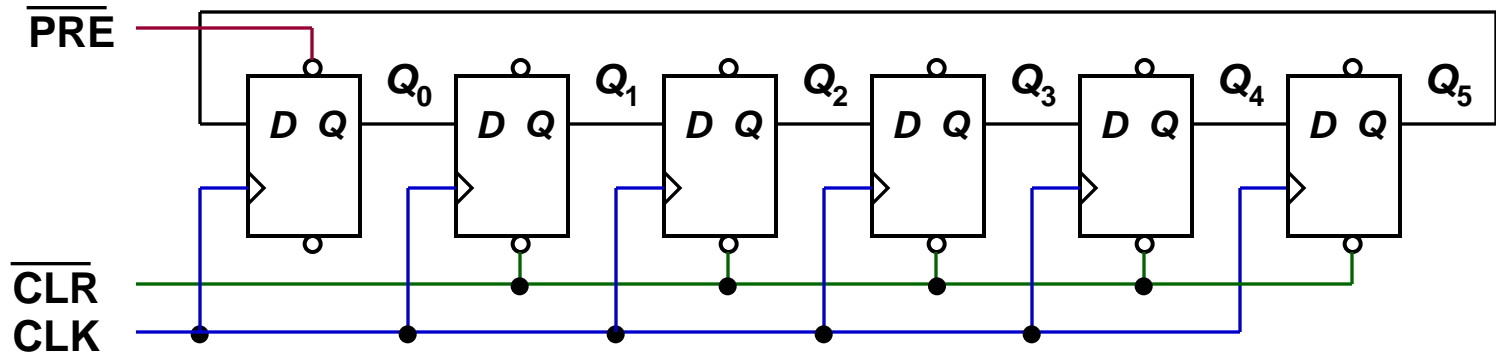 PRE
Q0 Q1 Q2 Q3 Q4 Q5
D Q D Q D Q D Q D Q D Q
CLR
CLK